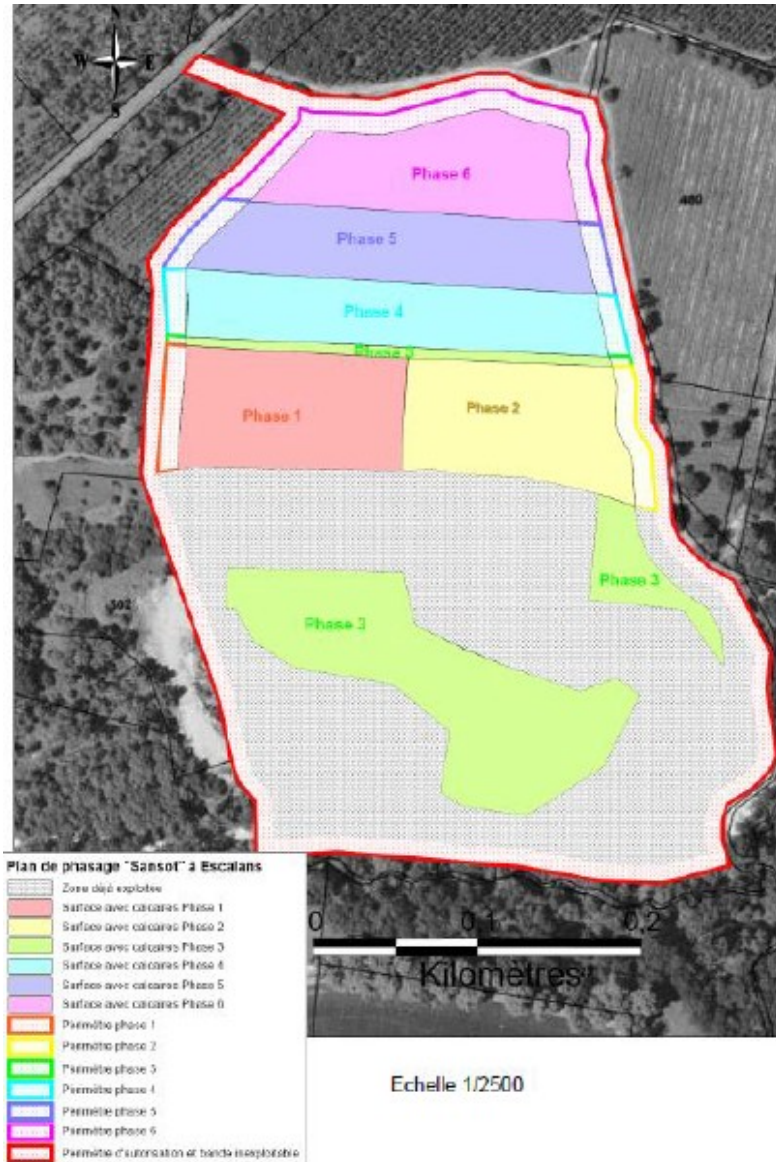 N
W E
S
Phase 6
480
Phase 5
Phase 4
Phase 3
Phase 1
Phase 2
Phase 3
302
Phase 3
Plan de phasage "Sansot" à Escalans
Zone déjà exploitée
Surface avec calcaires Phase 1
Surface avec calcaires Phase 2
Surface avec calcaires Phase 3
Surface avec calcaires Phase 4
Surface avec calcaires Phase 5
Surface avec calcaires Phase 6
Périmètre phase 1
Périmètre phase 2
Périmètre phase 3
Périmètre phase 4
Périmètre phase 5
Périmètre phase 6
Périmètre d'autorisation et bande inexploitable
0 0,1 0,2
Kilomètres
Echelle 1/2500